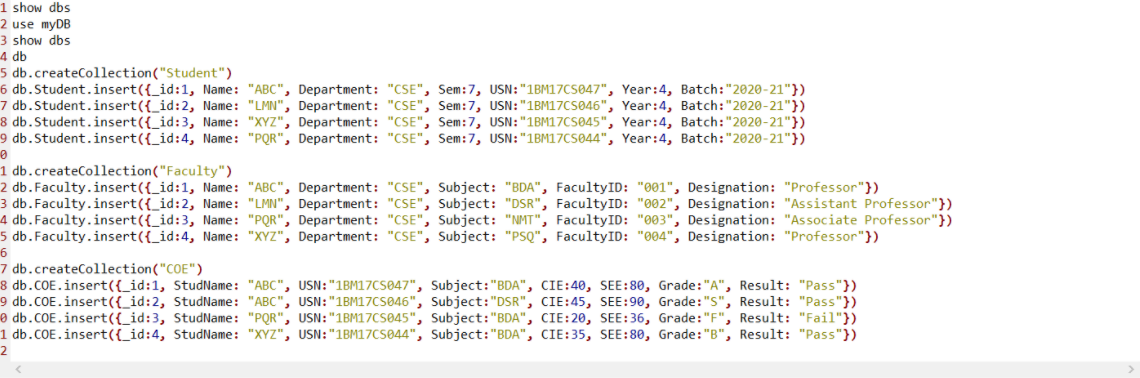 1 show dbs
2 use myDB
3 show dbs
4 db
5 db.createCollection("Student")
6 db.Student.insert({_id:1, Name: "ABC", Department: "CSE", Sem:7, USN:"1BM17CS047", Year:4, Batch:"2020-21"})
7 db.Student.insert({_id:2, Name: "LMN", Department: "CSE", Sem:7, USN:"1BM17CS046", Year:4, Batch:"2020-21"})
8 db.Student.insert({_id:3, Name: "XYZ", Department: "CSE", Sem:7, USN:"1BM17CS045", Year:4, Batch:"2020-21"})
9 db.Student.insert({_id:4, Name: "PQR", Department: "CSE", Sem:7, USN:"1BM17CS044", Year:4, Batch:"2020-21"})
0
1 db.createCollection("Faculty")
2 db.Faculty.insert({_id:1, Name: "ABC", Department: "CSE", Subject: "BDA", FacultyID: "001", Designation: "Professor"})
3 db.Faculty.insert({_id:2, Name: "LMN", Department: "CSE", Subject: "DSR", FacultyID: "002", Designation: "Assistant Professor"})
4 db.Faculty.insert({_id:3, Name: "PQR", Department: "CSE", Subject: "NMT", FacultyID: "003", Designation: "Associate Professor"})
5 db.Faculty.insert({_id:4, Name: "XYZ", Department: "CSE", Subject: "PSQ", FacultyID: "004", Designation: "Professor"})
6
7 db.createCollection("COE")
8 db.COE.insert({_id:1, StudName: "ABC", USN:"1BM17CS047", Subject:"BDA", CIE:40, SEE:80, Grade:"A", Result: "Pass"})
9 db.COE.insert({_id:2, StudName: "ABC", USN:"1BM17CS046", Subject:"DSR", CIE:45, SEE:90, Grade:"S", Result: "Pass"})
0 db.COE.insert({_id:3, StudName: "PQR", USN:"1BM17CS045", Subject:"BDA", CIE:20, SEE:36, Grade:"F", Result: "Fail"})
1 db.COE.insert({_id:4, StudName: "XYZ", USN:"1BM17CS044", Subject:"BDA", CIE:35, SEE:80, Grade:"B", Result: "Pass"})
2